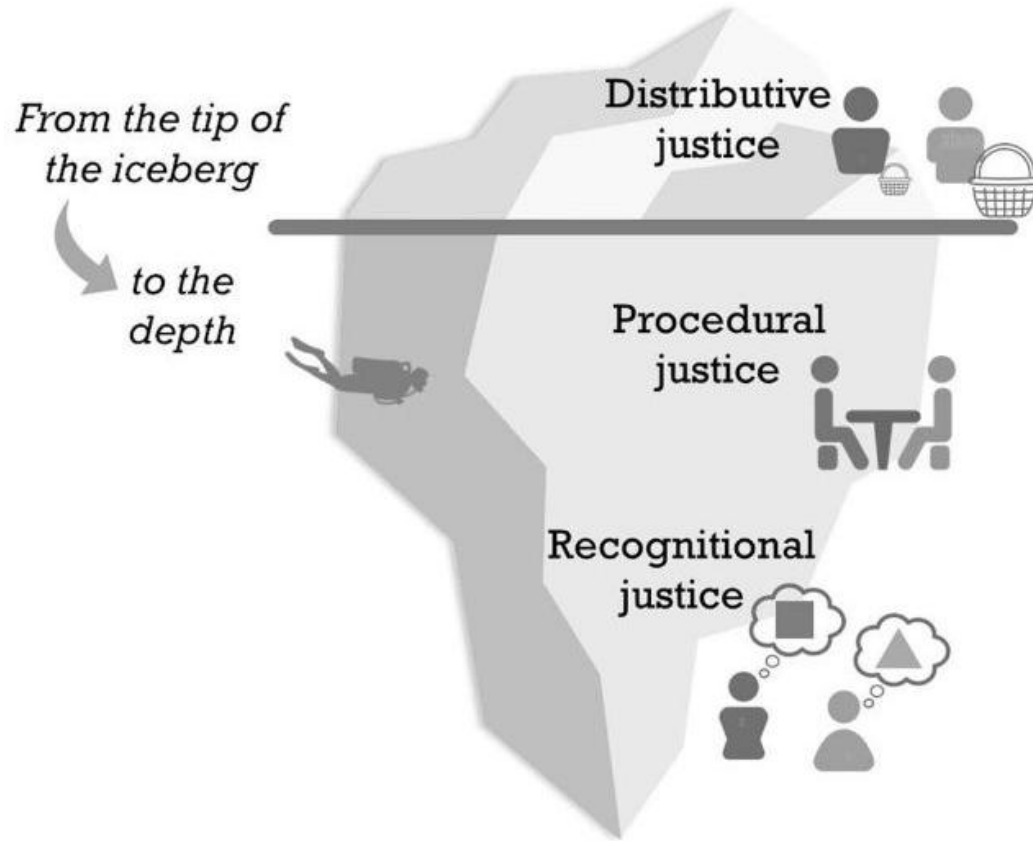 From the tip of
the iceberg
to the
depth
Distributive
justice
Procedural
justice
Recognitional
justice